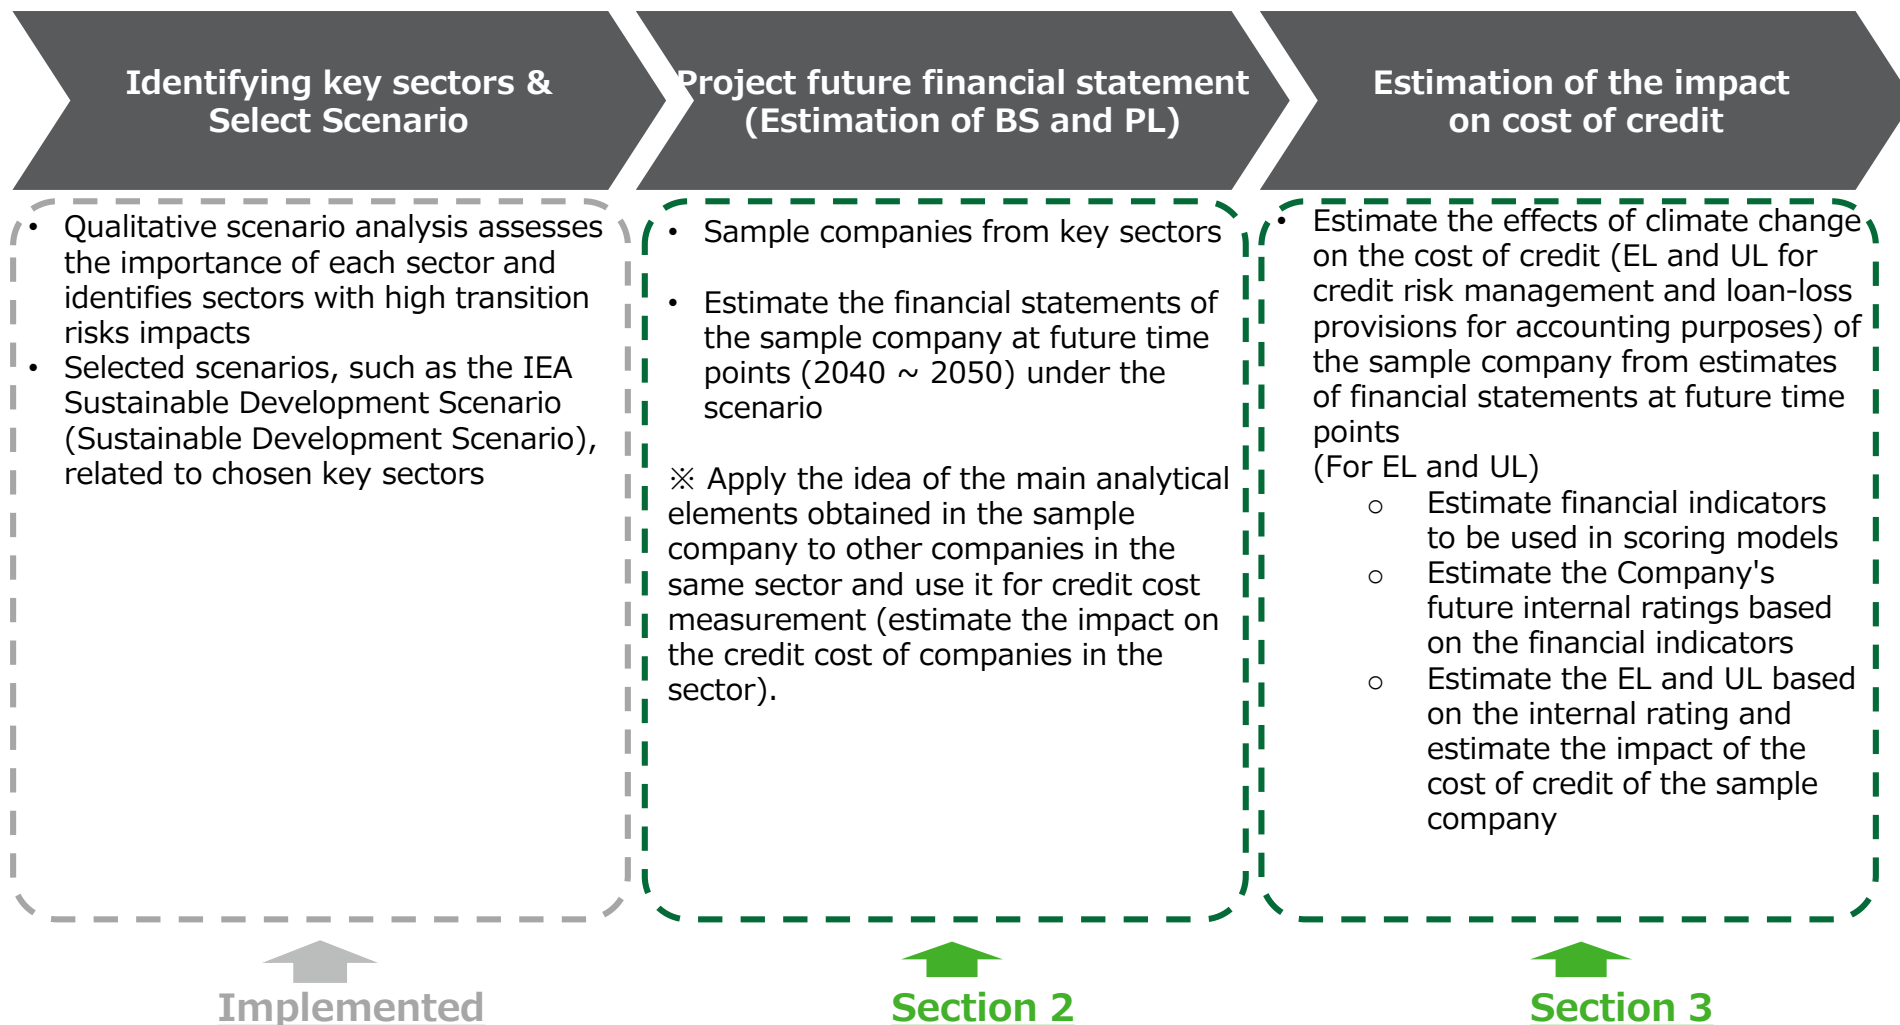 Identifying key sectors &
Select Scenario
Project future financial statement
(Estimation of BS and PL)
Estimation of the impact
on cost of credit
• Qualitative scenario analysis assesses
the importance of each sector and
identifies sectors with high transition
risks impacts
• Selected scenarios, such as the IEA
Sustainable Development Scenario
(Sustainable Development Scenario),
related to chosen key sectors
• Sample companies from key sectors
• Estimate the financial statements of
the sample company at future time
points (2040 ~ 2050) under the
scenario
※ Apply the idea of the main analytical
elements obtained in the sample
company to other companies in the
same sector and use it for credit cost
measurement (estimate the impact on
the credit cost of companies in the
sector).
• Estimate the effects of climate change
on the cost of credit (EL and UL for
credit risk management and loan-loss
provisions for accounting purposes) of
the sample company from estimates
of financial statements at future time
points
(For EL and UL)
o Estimate financial indicators
to be used in scoring models
o Estimate the Company's
future internal ratings based
on the financial indicators
o Estimate the EL and UL based
on the internal rating and
estimate the impact of the
cost of credit of the sample
company
Implemented
Section 2
Section 3